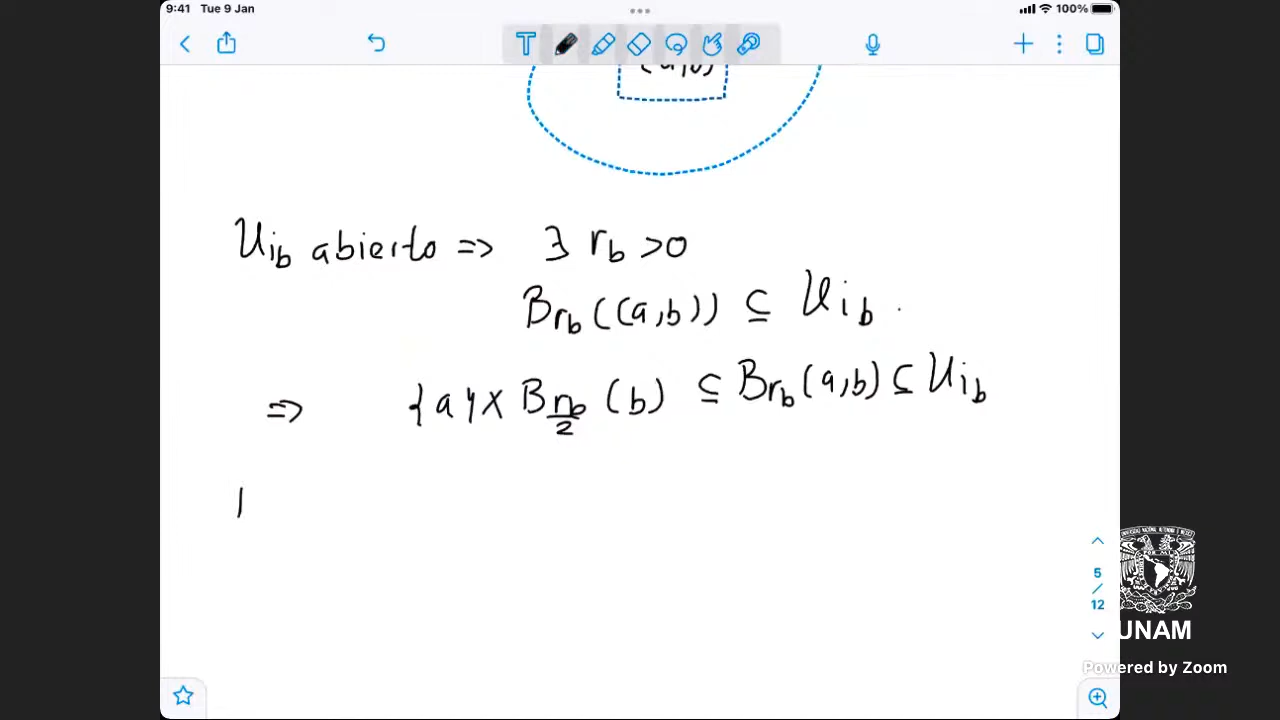 9:41 Tue 9 Jan
100%
T
(a,b)
U_{i_b} abierto => ∃ r_b >0
B_{r_b}((a,b)) ⊆ U_{i_b}.
=> {a}× B_{r_b/2}(b) ⊆ B_{r_b}(a,b) ⊆ U_{i_b}
5
/
12
UNAM
Powered by Zoom